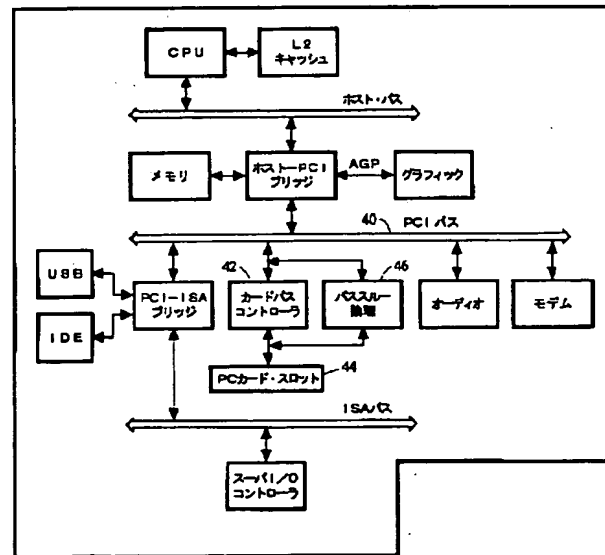 CPU
L2
キャッシュ
ホスト・バス
メモリ
ホスト－PCI
ブリッジ
AGP
グラフィック
40
PCIバス
USB
IDE
PCI－ISA
ブリッジ
42
カードバス
コントローラ
46
パススルー
論理
オーディオ
モデム
PCカード・スロット
44
ISAバス
スーパI/O
コントローラ